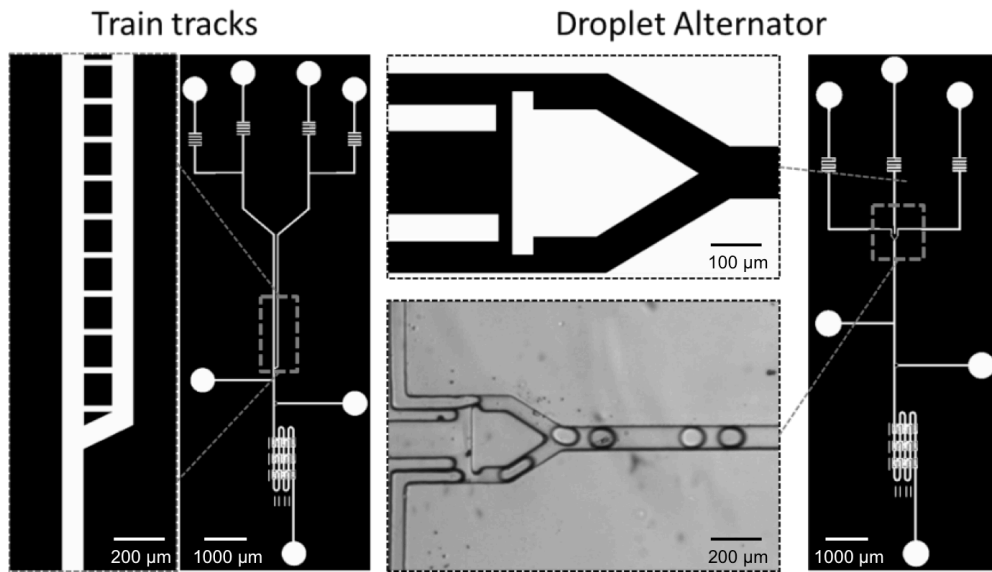 Train tracks
Droplet Alternator
200 µm
1000 µm
100 µm
200 µm
1000 µm